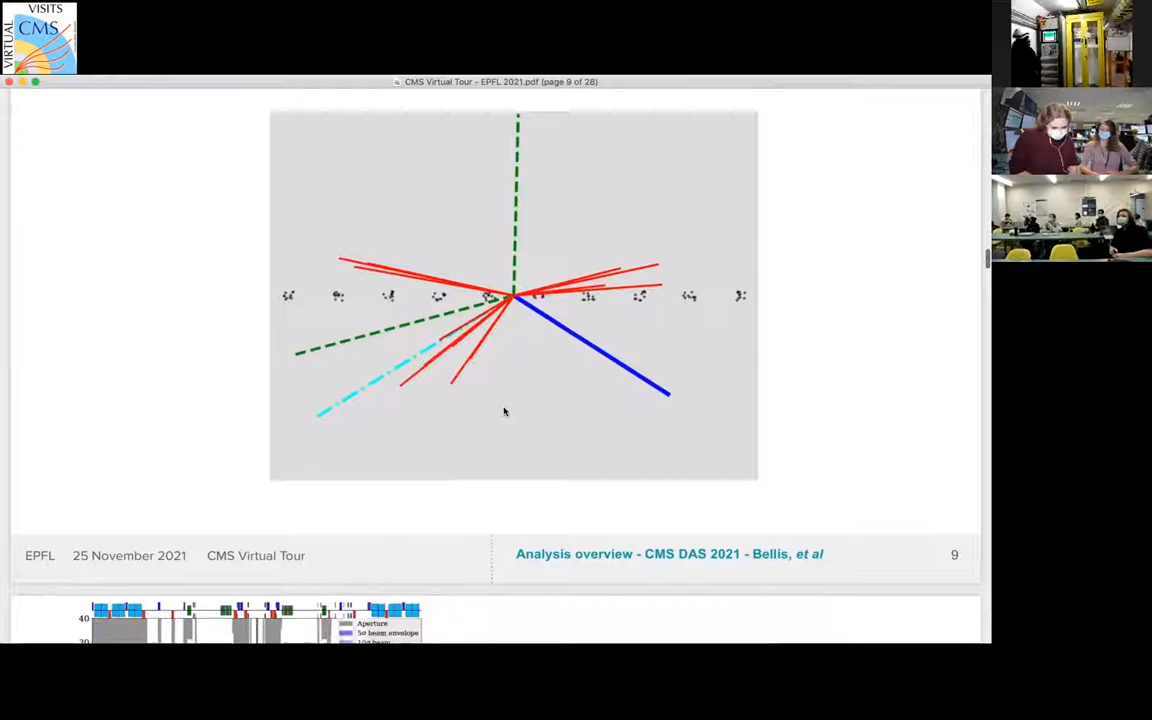 VISITS
VIRTUAL
CMS
CMS Virtual Tour - EPFL 2021.pdf (page 9 of 28)
EPFL 25 November 2021 CMS Virtual Tour
Analysis overview - CMS DAS 2021 - Bellis, et al
9
40
Aperture
5σ beam envelope